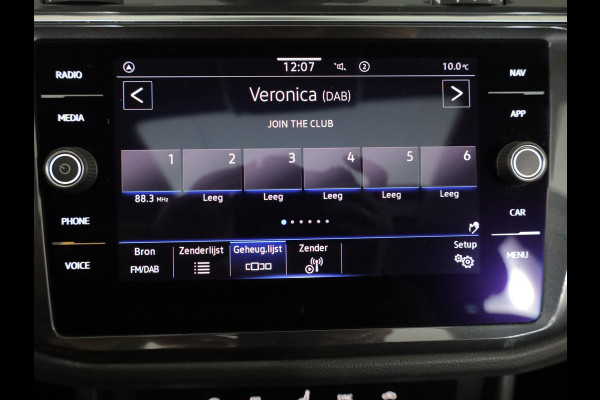 RADIO
MEDIA
PHONE
VOICE
12:07
2
10.0 °C
Veronica (DAB)
JOIN THE CLUB
1 2 3 4 5 6
88.3 MHz Leeg Leeg Leeg Leeg Leeg
Bron
FM/DAB
Zenderlijst
Geheug.lijst
Zender
Setup
NAV
APP
CAR
MENU